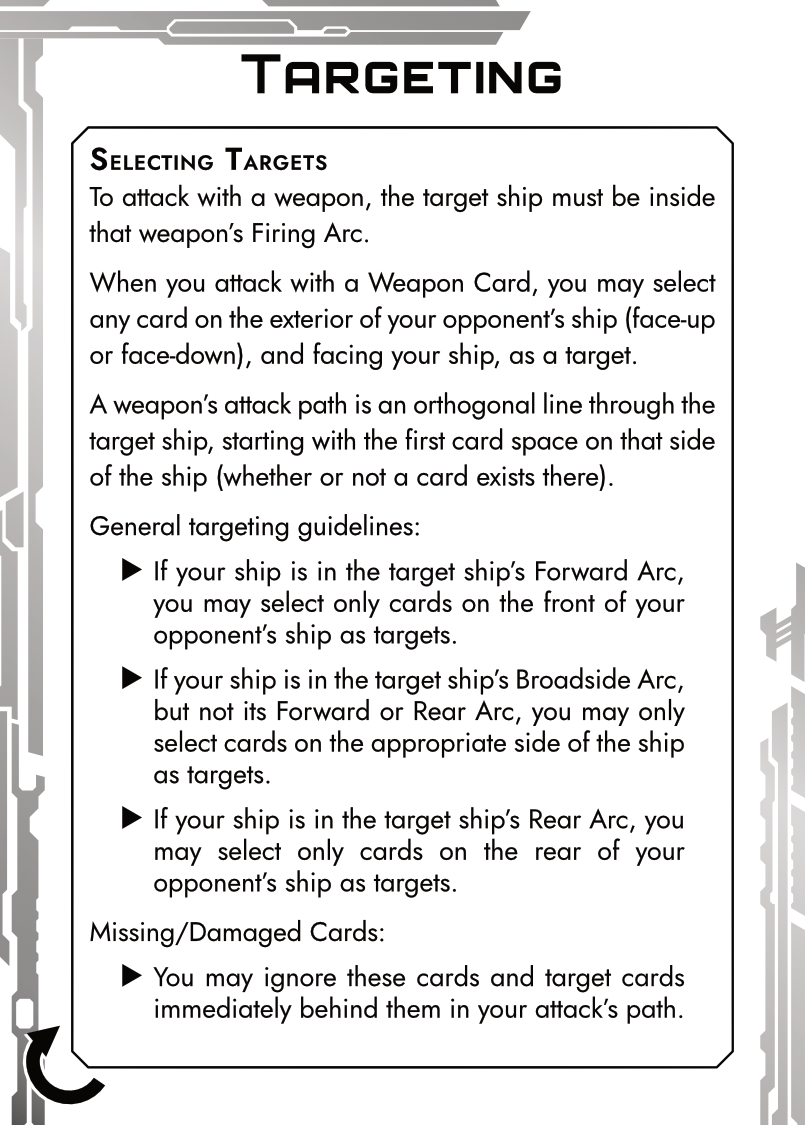 TARGETING
SELECTING TARGETS
To attack with a weapon, the target ship must be inside
that weapon's Firing Arc.
When you attack with a Weapon Card, you may select
any card on the exterior of your opponent's ship (face-up
or face-down), and facing your ship, as a target.
A weapon's attack path is an orthogonal line through the
target ship, starting with the first card space on that side
of the ship (whether or not a card exists there).
General targeting guidelines:
▶ If your ship is in the target ship's Forward Arc,
you may select only cards on the front of your
opponent's ship as targets.
▶ If your ship is in the target ship's Broadside Arc,
but not its Forward or Rear Arc, you may only
select cards on the appropriate side of the ship
as targets.
▶ If your ship is in the target ship's Rear Arc, you
may select only cards on the rear of your
opponent's ship as targets.
Missing/Damaged Cards:
▶ You may ignore these cards and target cards
immediately behind them in your attack's path.